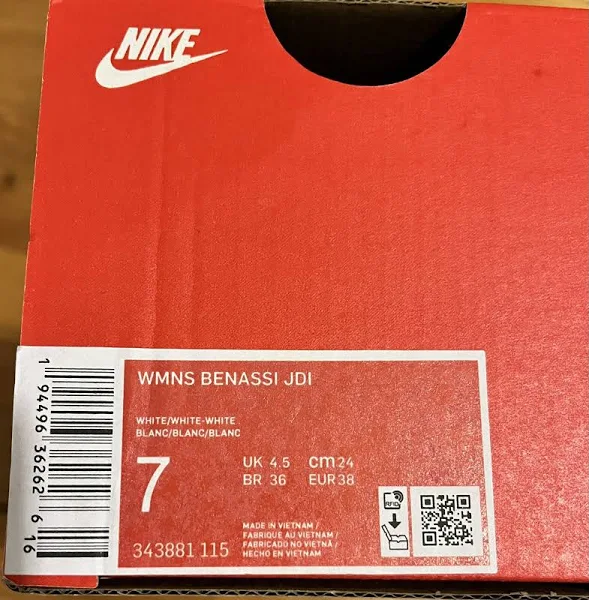 NIKE
WMNS BENASSI JDI
WHITE/WHITE-WHITE
BLANC/BLANC/BLANC
7
UK 4.5 cm 24
BR 36 EUR 38
343881 115
MADE IN VIETNAM /
FABRIQUE AU VIETNAM /
FABRICADO NO VIETNÃ /
HECHO EN VIETNAM
RFID
1 94496 36262 6 16